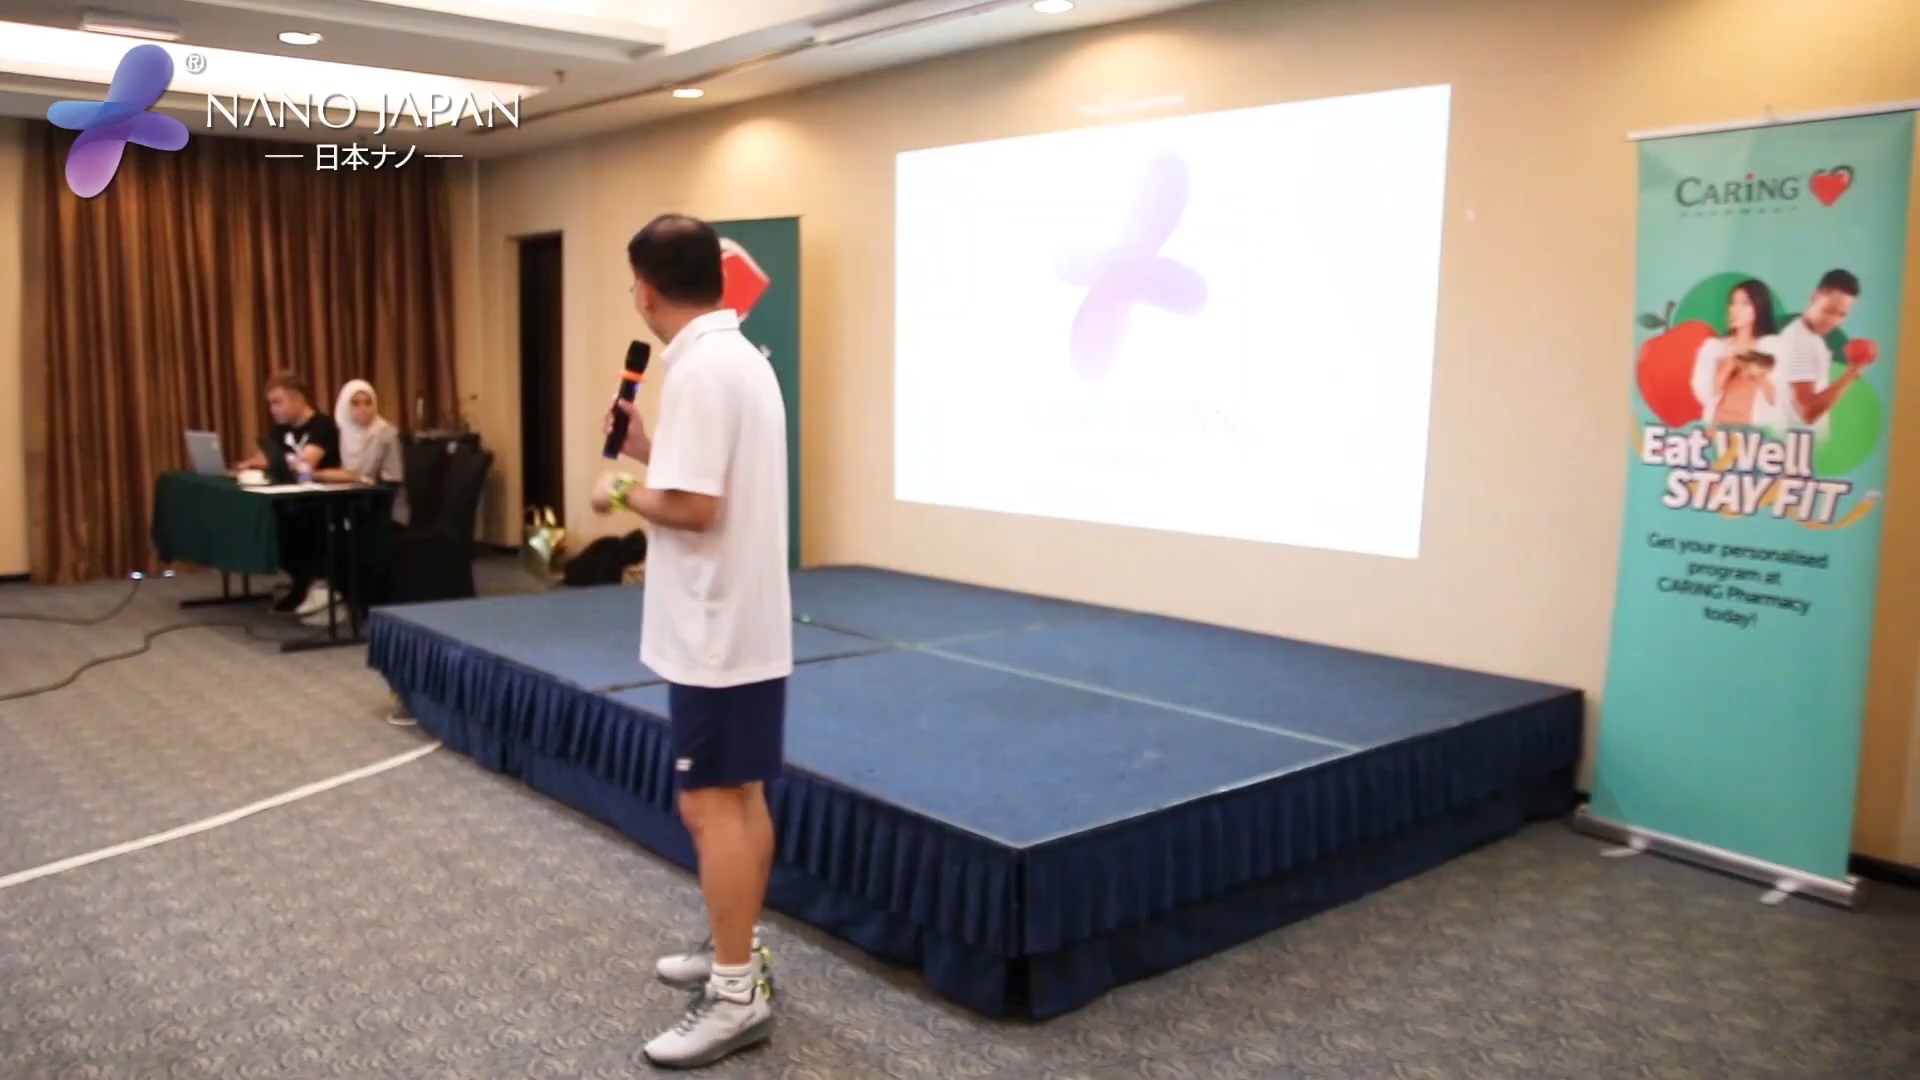 ®
NANO JAPAN
日本ナノ
CARiNG
PHARMACY
Eat Well
STAY FIT
Get your personalised
program at
CARiNG Pharmacy
today!